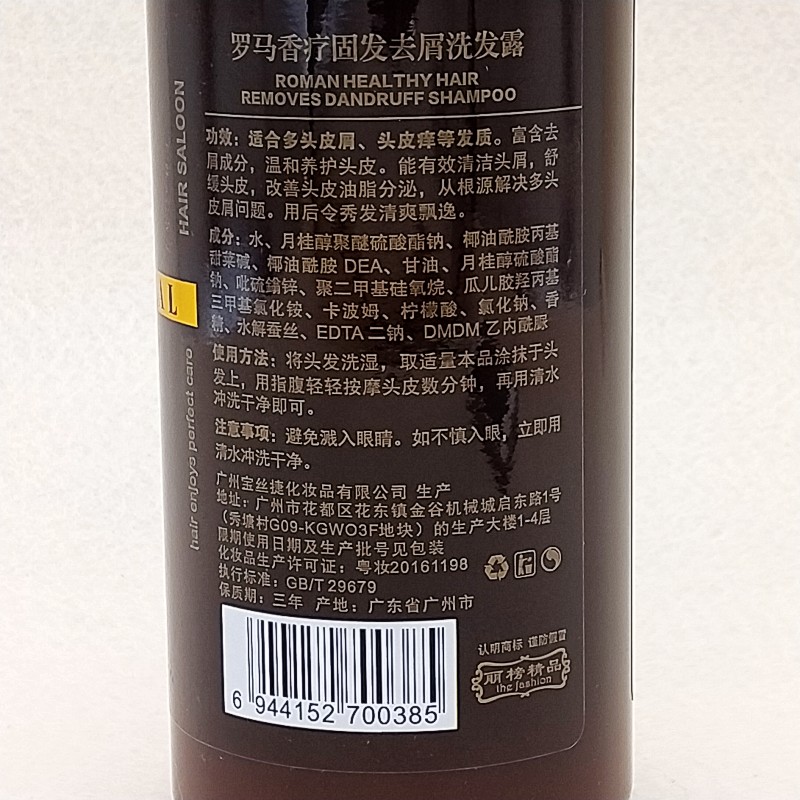 罗马香疗固发去屑洗发露
ROMAN HEALTHY HAIR
REMOVES DANDRUFF SHAMPOO
功效：适合多头皮屑、头皮痒等发质。富含去
屑成分，温和养护头皮。能有效清洁头屑，舒
缓头皮，改善头皮油脂分泌，从根源解决多头
皮屑问题。用后令秀发清爽飘逸。
成分：水、月桂醇聚醚硫酸酯钠、椰油酰胺丙基
甜菜碱、椰油酰胺 DEA、甘油、月桂醇硫酸酯
钠、吡硫鎓锌、聚二甲基硅氧烷、瓜儿胶羟丙基
三甲基氯化铵、卡波姆、柠檬酸、氯化钠、香
精、水解蚕丝、EDTA 二钠、DMDM 乙内酰脲
使用方法：将头发洗湿，取适量本品涂抹于头
发上，用指腹轻轻按摩头皮数分钟，再用清水
冲洗干净即可。
注意事项：避免溅入眼睛。如不慎入眼，立即用
清水冲洗干净。
广州宝丝捷化妆品有限公司 生产
地址：广州市花都区花东镇金谷机械城启东路1号
（秀塘村G09-KGWO3F地块）的生产大楼1-4层
限期使用日期及生产批号见包装
化妆品生产许可证：粤妆20161198
执行标准：GB/T 29679
保质期：三年 产地：广东省广州市
6 944152 700385
认明商标 谨防假冒
丽榜精品
the fashion
HAIR SALOON
AL
hair enjoys perfect care